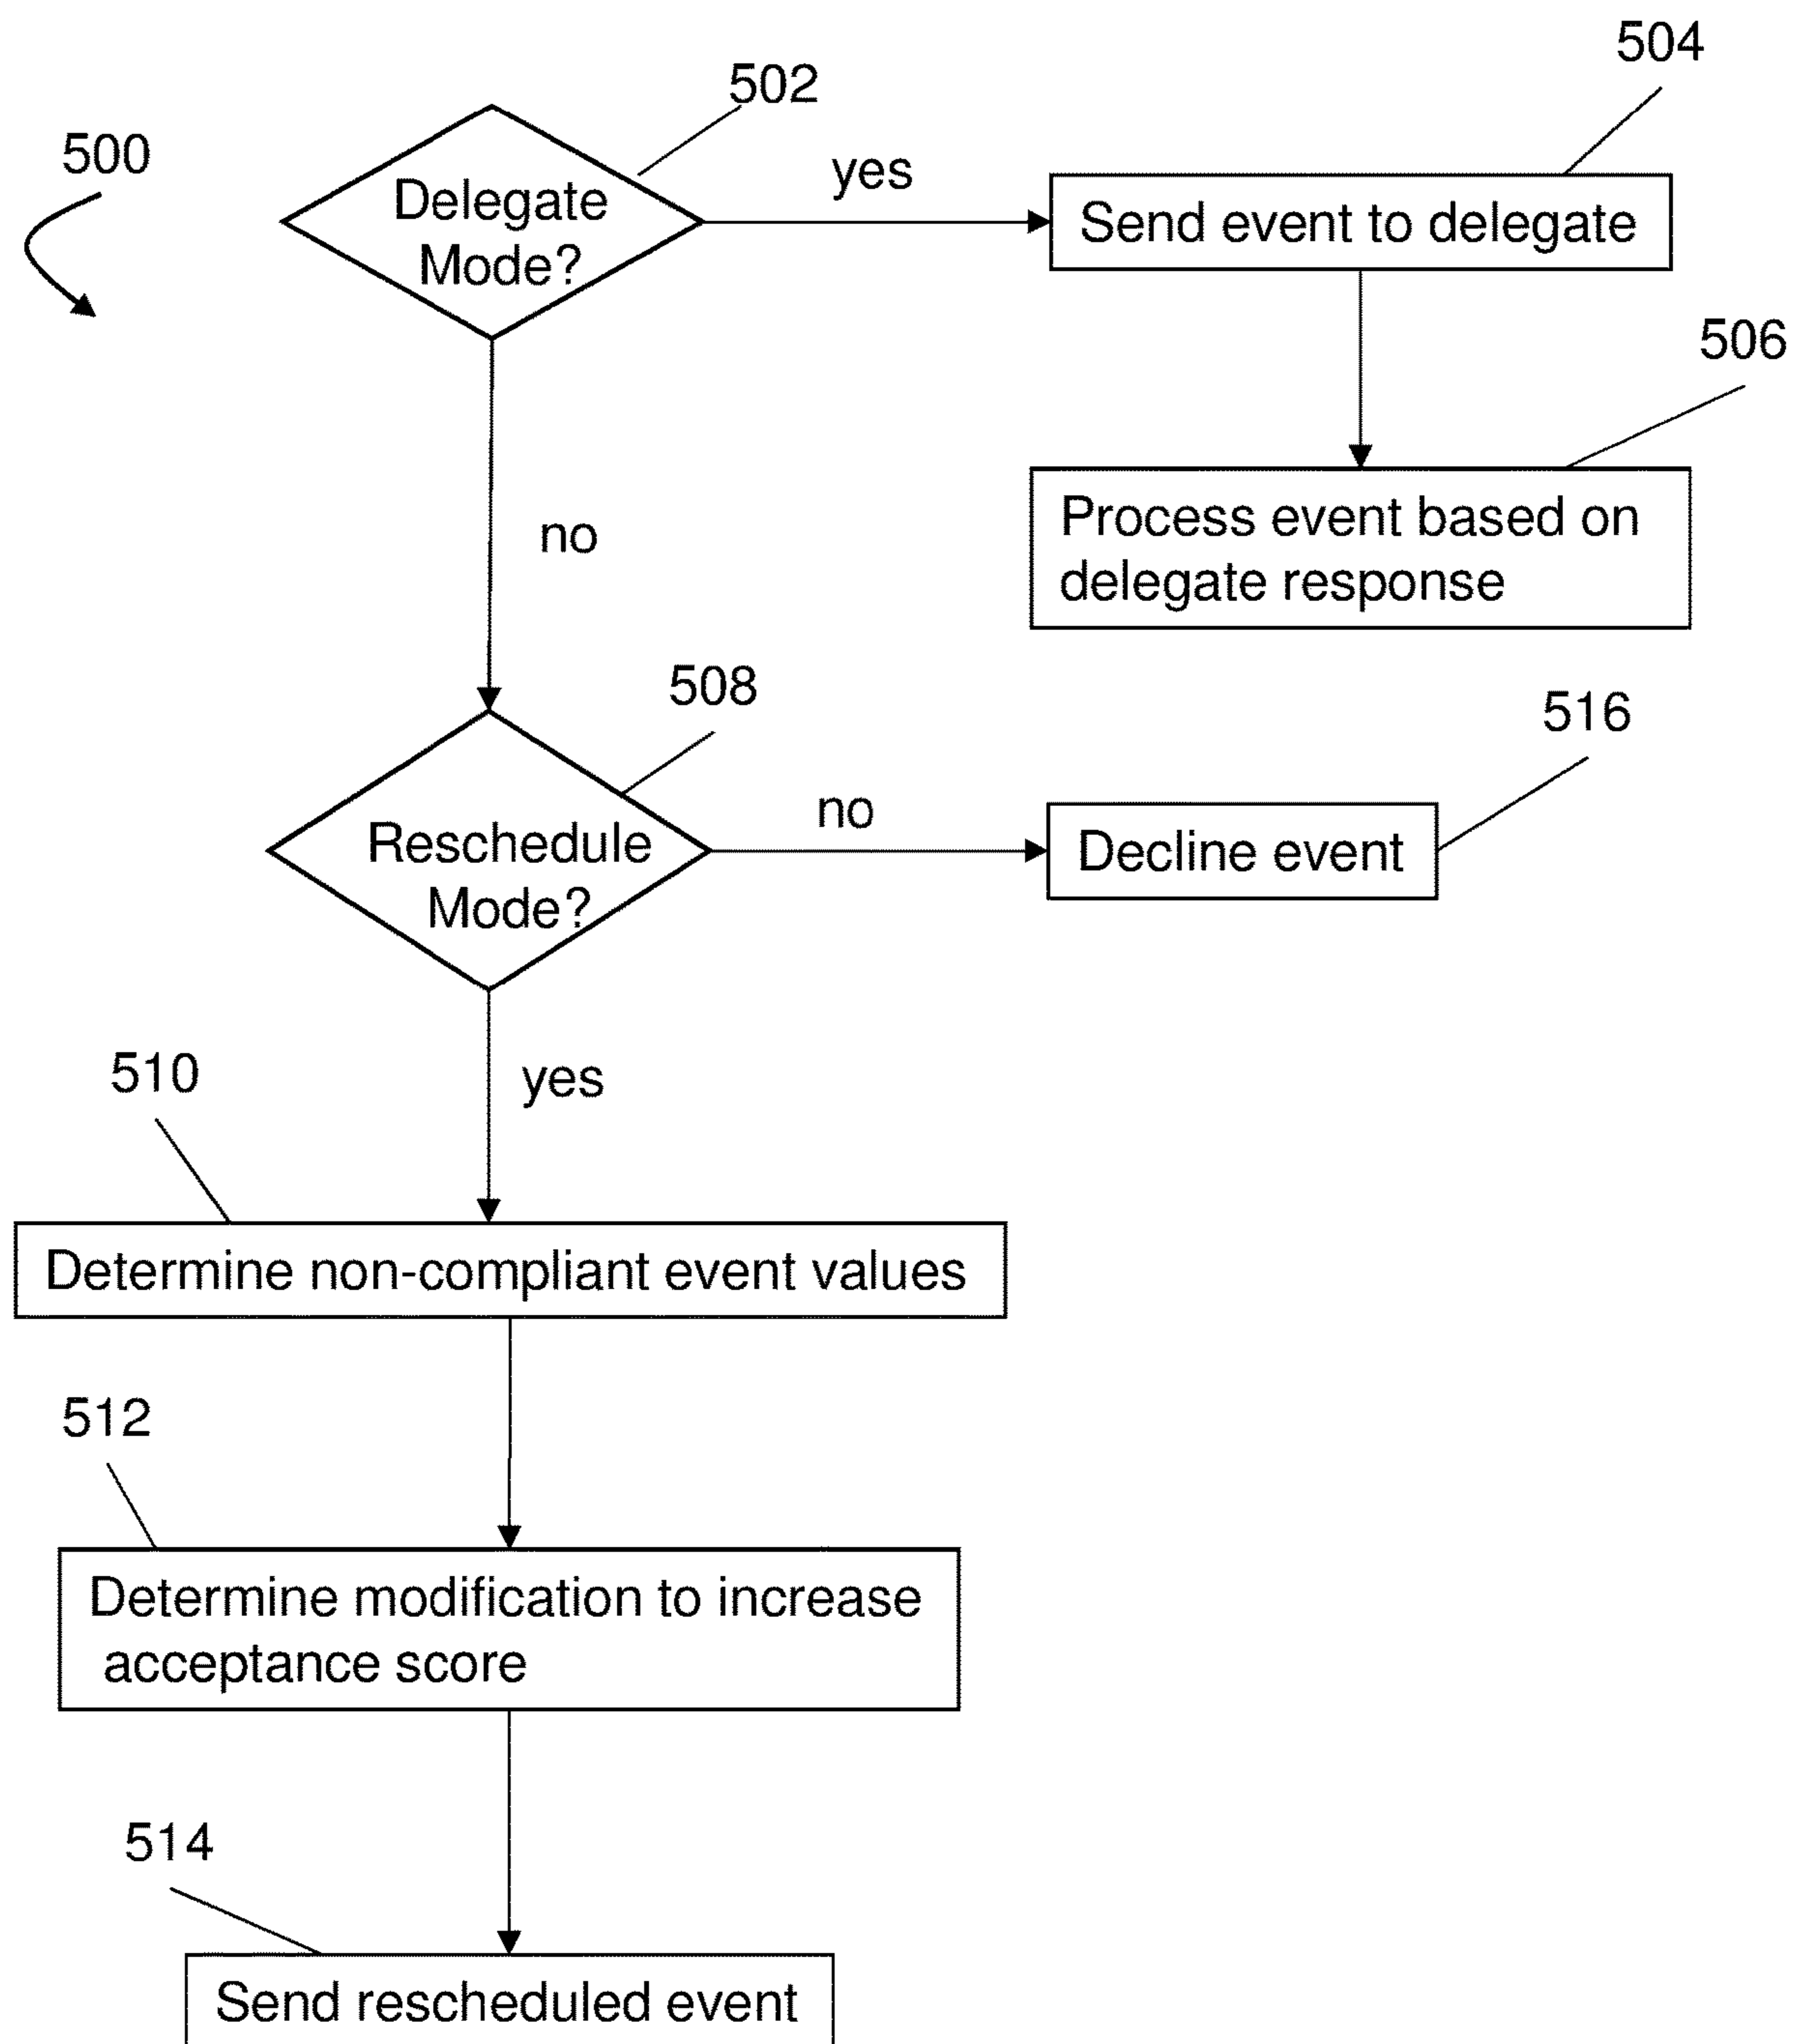 504
502
500
yes
Delegate
Mode?
Send event to delegate
506
Process event based on
delegate response
no
508
516
no
Reschedule
Mode?
Decline event
yes
510
Determine non-compliant event values
512
Determine modification to increase
acceptance score
514
Send rescheduled event